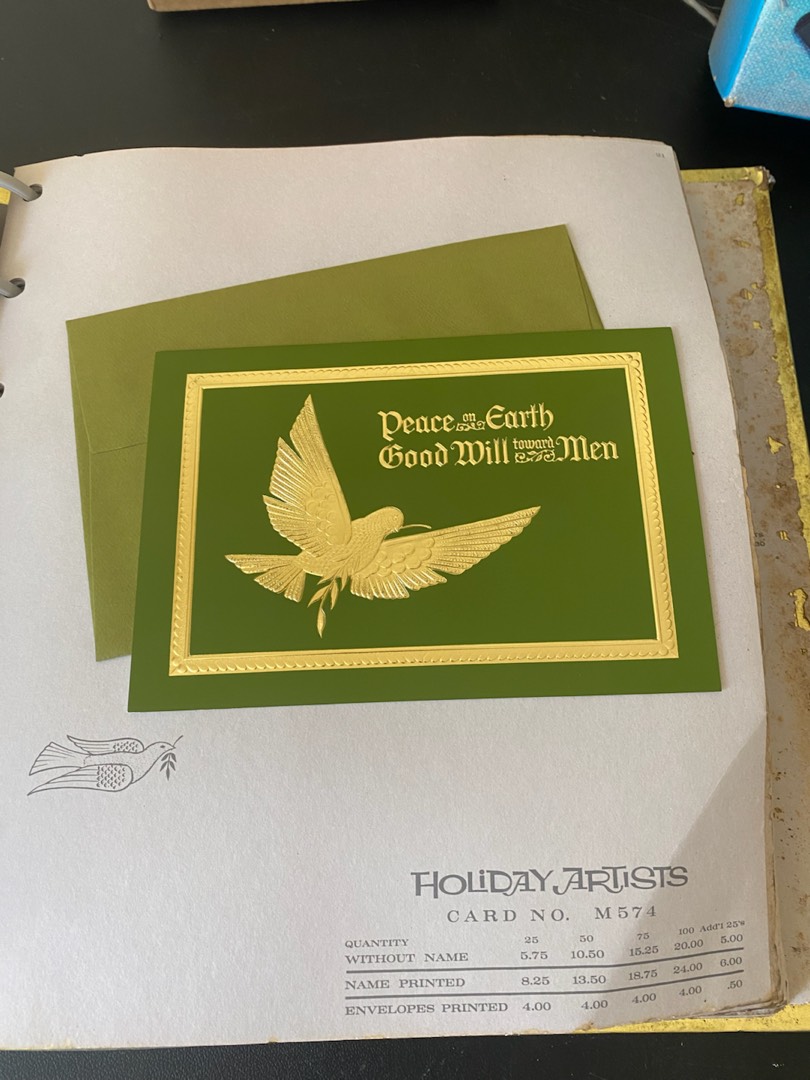 Peace on Earth
Good Will toward Men
HOLiDAY ARTiSTS
CARD NO. M574
QUANTITY 25 50 75 100 Add'l 25's
WITHOUT NAME 5.75 10.50 15.25 20.00 5.00
NAME PRINTED 8.25 13.50 18.75 24.00 6.00
ENVELOPES PRINTED 4.00 4.00 4.00 4.00 .50